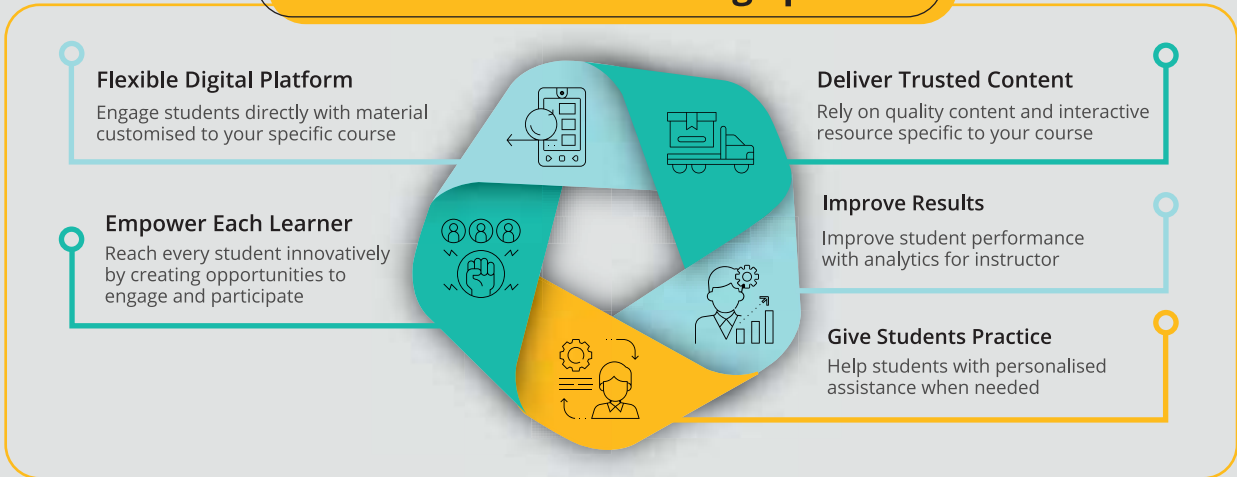 Flexible Digital Platform
Engage students directly with material
customised to your specific course
Empower Each Learner
Reach every student innovatively
by creating opportunities to
engage and participate
Deliver Trusted Content
Rely on quality content and interactive
resource specific to your course
Improve Results
Improve student performance
with analytics for instructor
Give Students Practice
Help students with personalised
assistance when needed